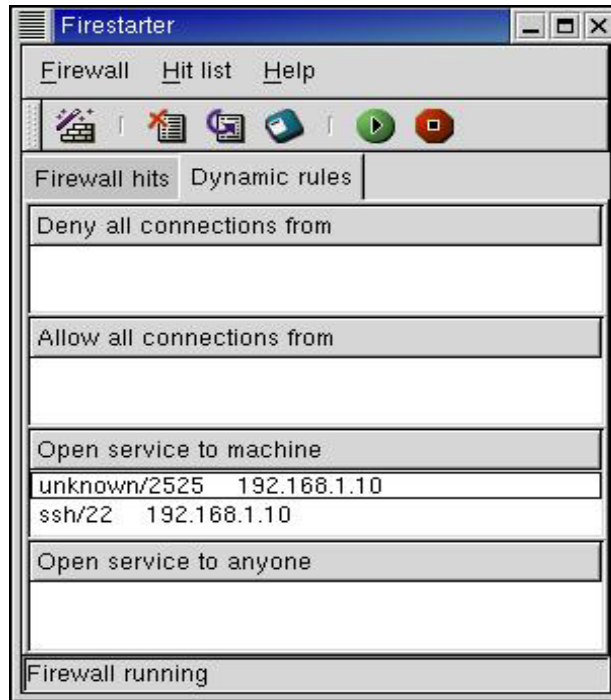 Firestarter
Firewall Hit list Help
Firewall hits Dynamic rules
Deny all connections from
Allow all connections from
Open service to machine
unknown/2525 192.168.1.10
ssh/22 192.168.1.10
Open service to anyone
Firewall running